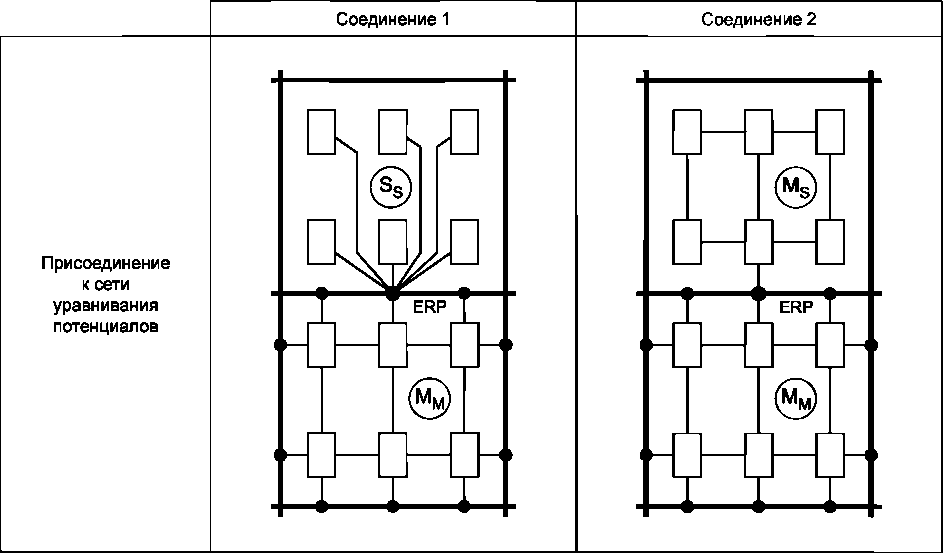 Соединение 1
Соединение 2
Присоединение
к сети
уравнивания
потенциалов
SS
MS
ERP
ERP
MM
MM